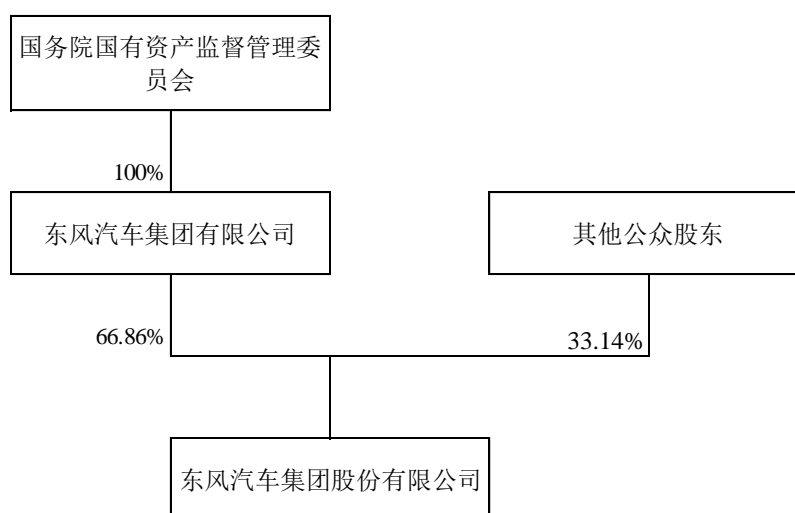 国务院国有资产监督管理委
员会
100%
东风汽车集团有限公司
其他公众股东
66.86%
33.14%
东风汽车集团股份有限公司